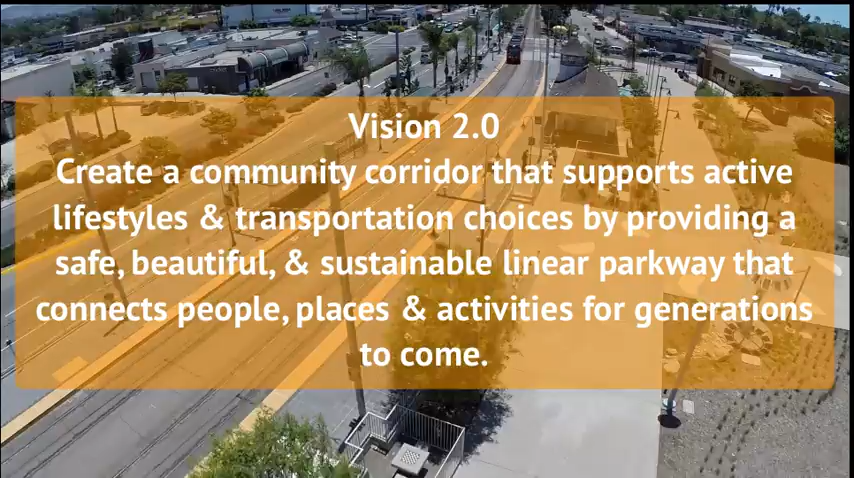 Vision 2.0
Create a community corridor that supports active
lifestyles & transportation choices by providing a
safe, beautiful, & sustainable linear parkway that
connects people, places & activities for generations
to come.